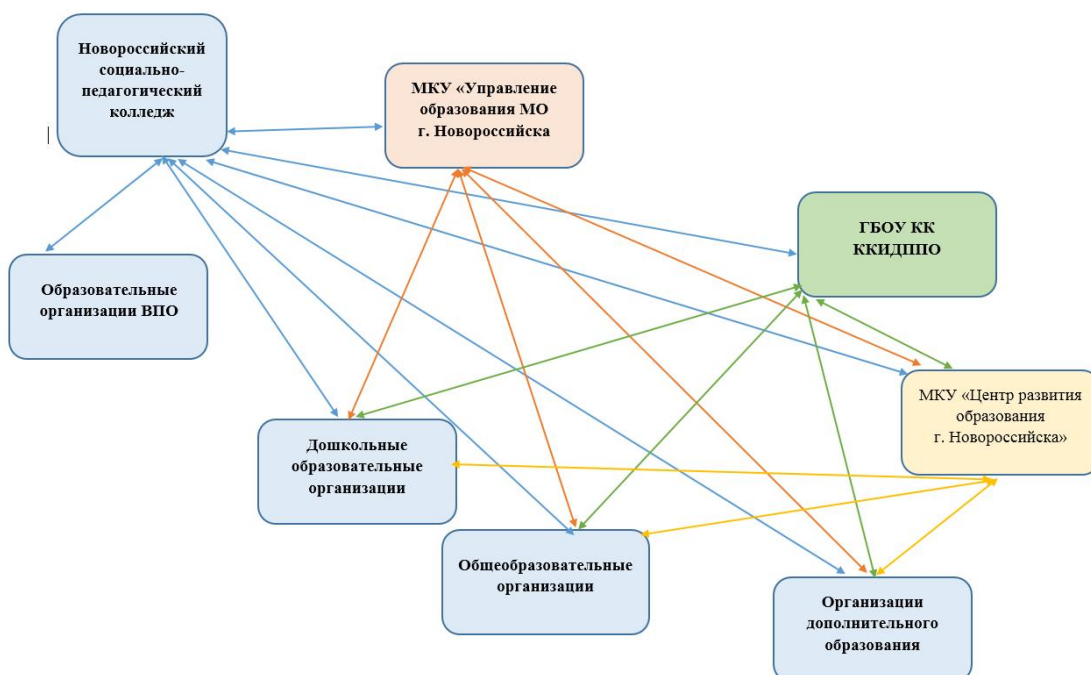 Новороссийский
социально-
педагогический
колледж
МКУ «Управление
образования МО
г. Новороссийска
ГБОУ КК
ККИДППО
Образовательные
организации ВПО
МКУ «Центр развития
образования
г. Новороссийска»
Дошкольные
образовательные
организации
Общеобразовательные
организации
Организации
дополнительного
образования